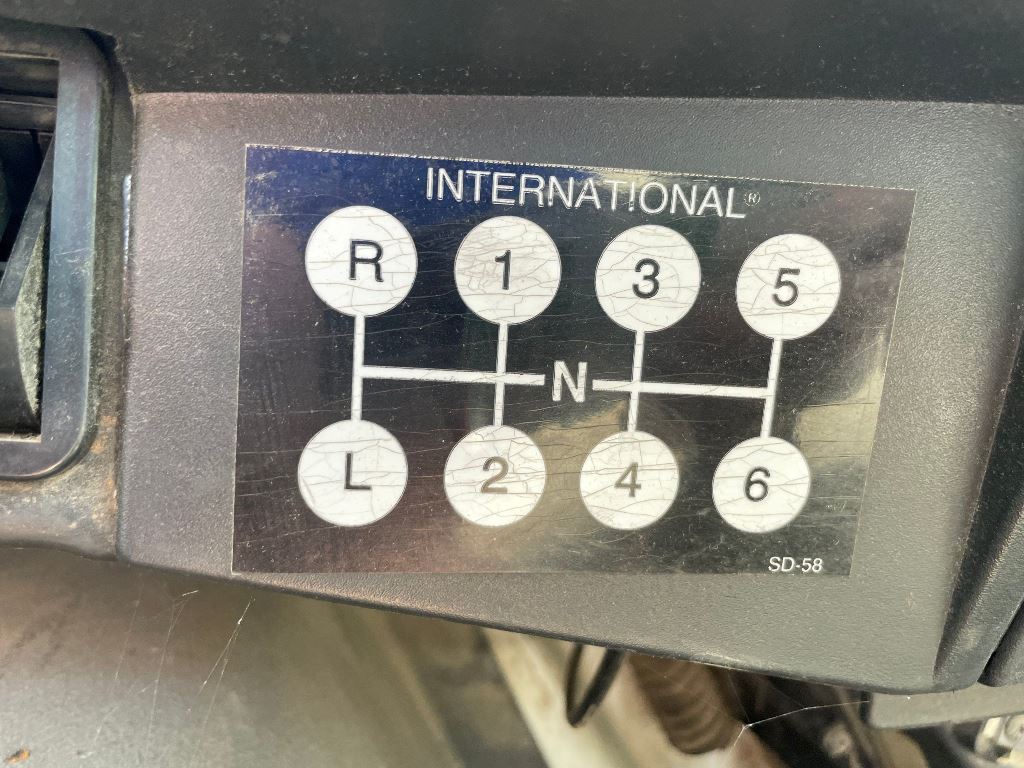 INTERNATIONAL®
R 1 3 5
N
L 2 4 6
SD-58